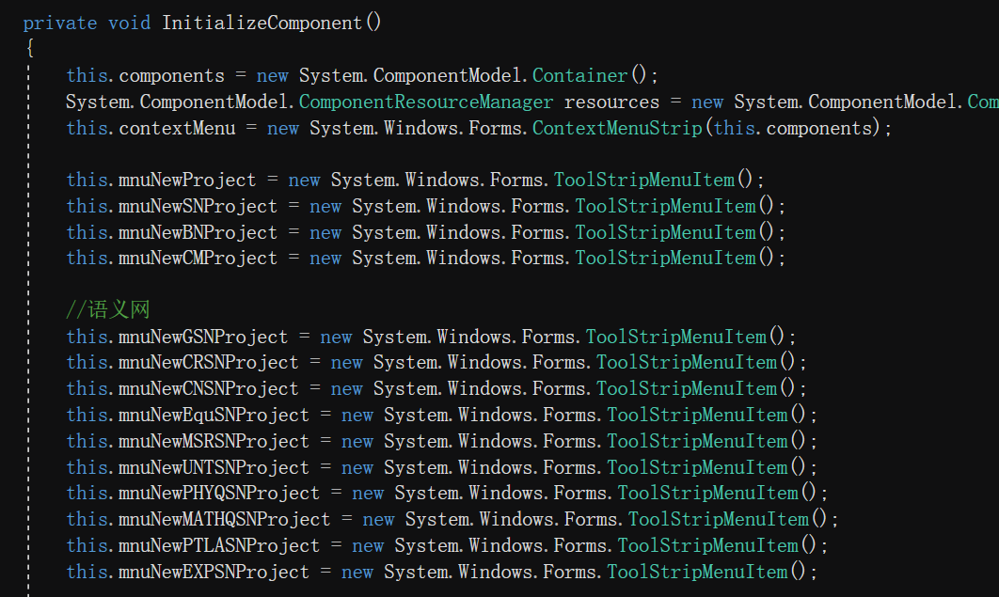 private void InitializeComponent()
{
this.components = new System.ComponentModel.Container();
System.ComponentModel.ComponentResourceManager resources = new System.ComponentModel.Com
this.contextMenu = new System.Windows.Forms.ContextMenuStrip(this.components);
this.mnuNewProject = new System.Windows.Forms.ToolStripMenuItem();
this.mnuNewSNProject = new System.Windows.Forms.ToolStripMenuItem();
this.mnuNewBNProject = new System.Windows.Forms.ToolStripMenuItem();
this.mnuNewCMProject = new System.Windows.Forms.ToolStripMenuItem();
//语义网
this.mnuNewGSNProject = new System.Windows.Forms.ToolStripMenuItem();
this.mnuNewCRSNProject = new System.Windows.Forms.ToolStripMenuItem();
this.mnuNewCNSNProject = new System.Windows.Forms.ToolStripMenuItem();
this.mnuNewEquSNProject = new System.Windows.Forms.ToolStripMenuItem();
this.mnuNewMSRSNProject = new System.Windows.Forms.ToolStripMenuItem();
this.mnuNewUNTSNProject = new System.Windows.Forms.ToolStripMenuItem();
this.mnuNewPHYQSNProject = new System.Windows.Forms.ToolStripMenuItem();
this.mnuNewMATHQSNProject = new System.Windows.Forms.ToolStripMenuItem();
this.mnuNewPTLASNProject = new System.Windows.Forms.ToolStripMenuItem();
this.mnuNewEXPSNProject = new System.Windows.Forms.ToolStripMenuItem();